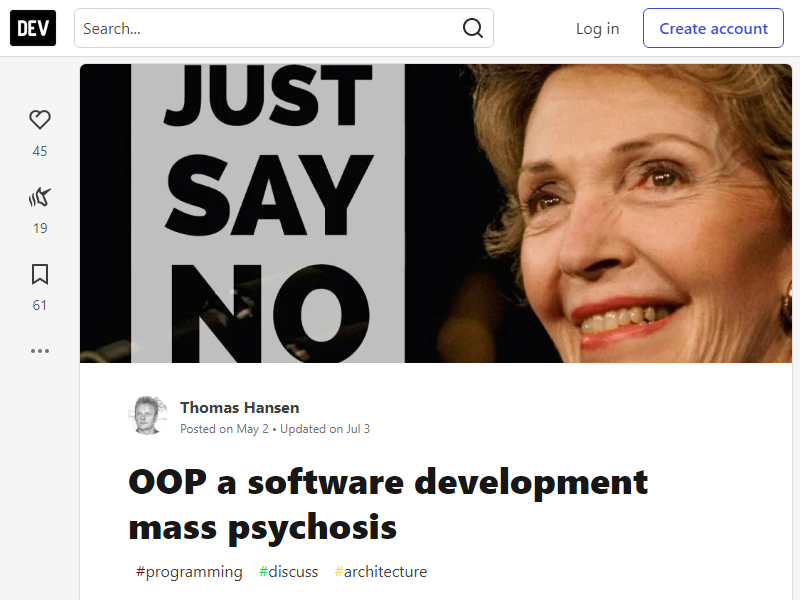 DEV
Search...
Log in
Create account
JUST
SAY
NO
45
19
61
Thomas Hansen
Posted on May 2 • Updated on Jul 3
OOP a software development
mass psychosis
#programming #discuss #architecture